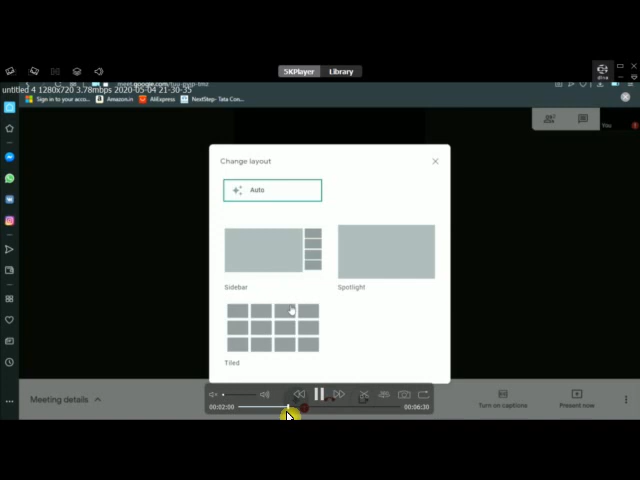 5KPlayer Library
diva
untitled 4 1280x720 3.78mbps 2020-05-04 21-30-35
Sign in to your acco... Amazon.in AliExpress NextStep- Tata Con...
You
Change layout
Auto
Sidebar
Spotlight
Tiled
Meeting details
Turn on captions
Present now
00:02:00
00:06:30